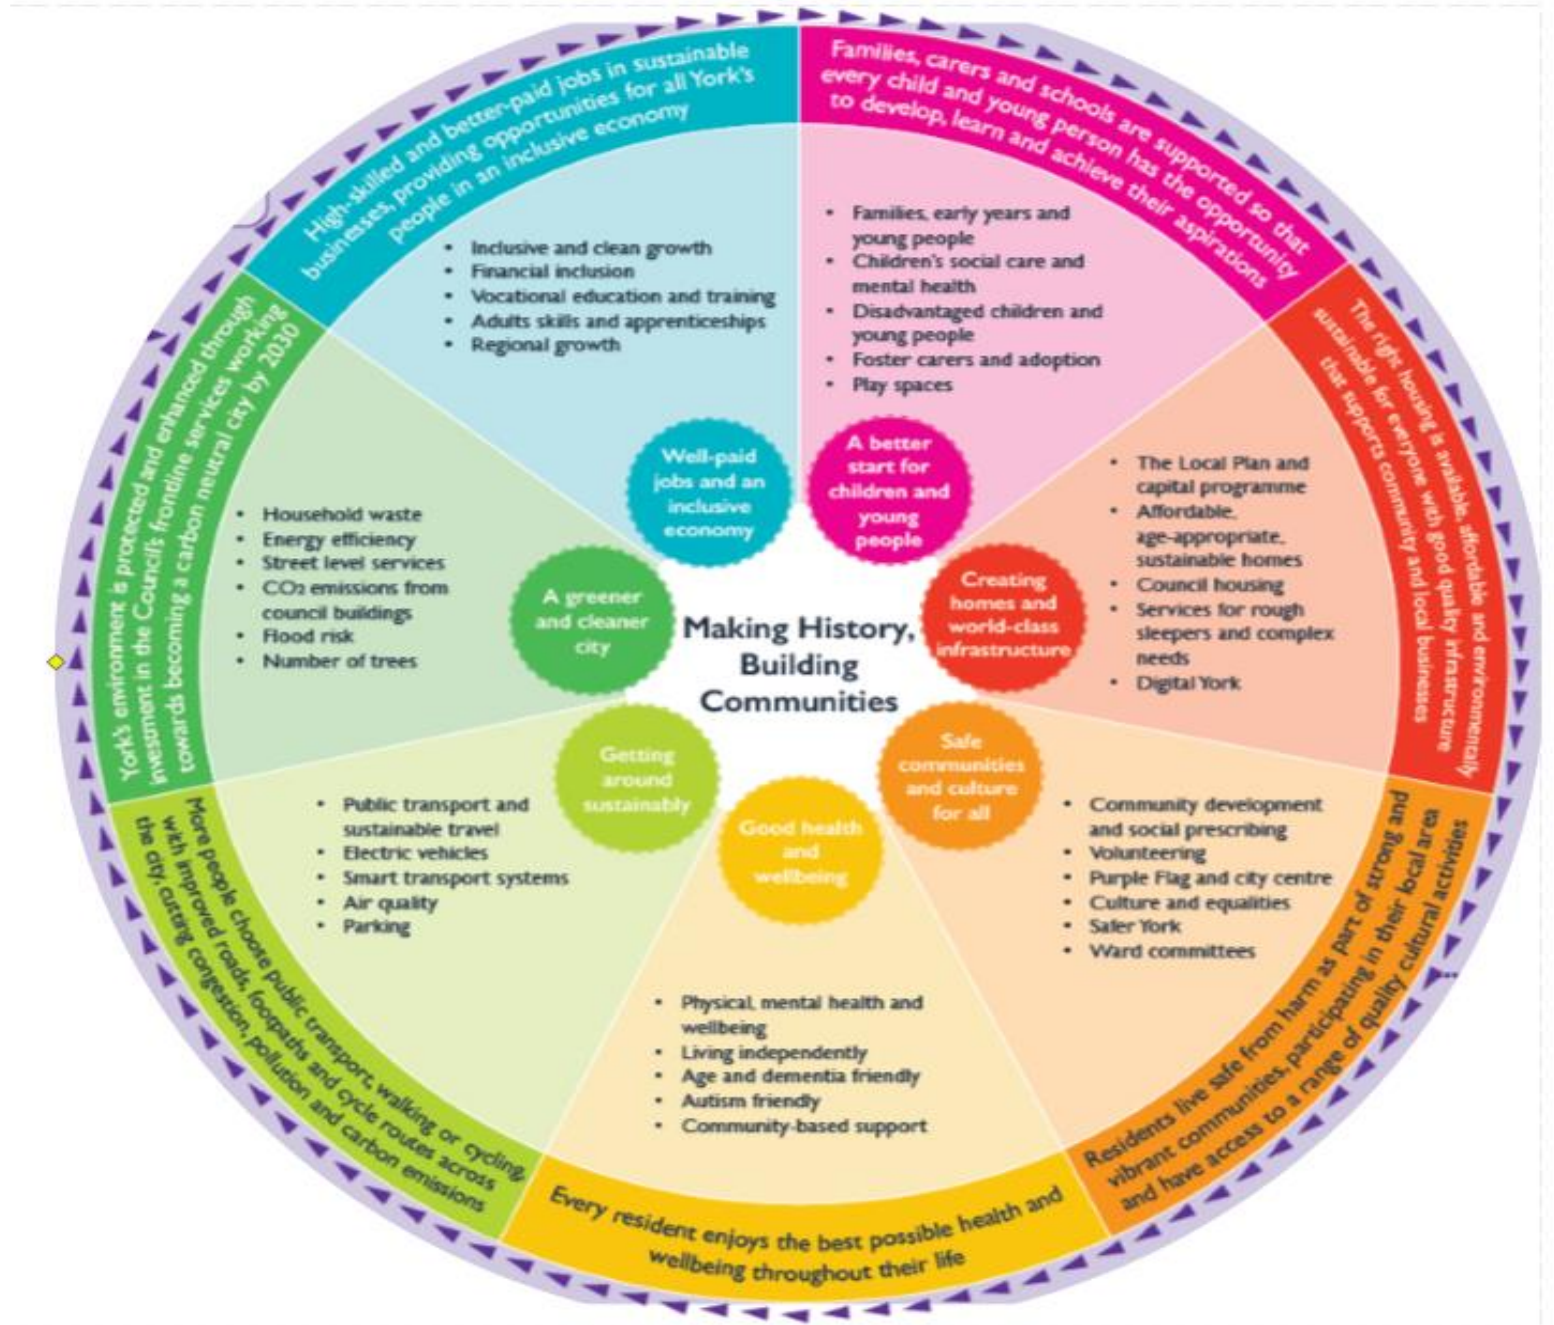 High-skilled and better-paid jobs in sustainable
businesses, providing opportunities for all York's
people in an inclusive economy
• Inclusive and clean growth
• Financial inclusion
• Vocational education and training
• Adults skills and apprenticeships
• Regional growth
Well-paid
jobs and an
inclusive
economy
Families, carers and schools are supported so that
every child and young person has the opportunity
to develop, learn and achieve their aspirations
• Families, early years and
young people
• Children's social care and
mental health
• Disadvantaged children and
young people
• Foster carers and adoption
• Play spaces
A better
start for
children and
young
people
The right housing is available, affordable and environmentally
sustainable for everyone with good quality infrastructure
that supports community and local businesses
• The Local Plan and
capital programme
• Affordable,
age-appropriate,
sustainable homes
• Council housing
• Services for rough
sleepers and complex
needs
• Digital York
Creating
homes and
world-class
infrastructure
Residents live safe from harm as part of strong and
vibrant communities, participating in their local area
and have access to a range of quality cultural activities
• Community development
and social prescribing
• Volunteering
• Purple Flag and city centre
• Culture and equalities
• Safer York
• Ward committees
Safe
communities
and culture
for all
Every resident enjoys the best possible health and
wellbeing throughout their life
• Physical, mental health and
wellbeing
• Living independently
• Age and dementia friendly
• Autism friendly
• Community-based support
Good health
and
wellbeing
More people choose public transport, walking or cycling,
with improved roads, footpaths and cycle routes across
the city, cutting congestion, pollution and carbon emissions
• Public transport and
sustainable travel
• Electric vehicles
• Smart transport systems
• Air quality
• Parking
Getting
around
sustainably
York's environment is protected and enhanced through
investment in the Council's frontline services working
towards becoming a carbon neutral city by 2030
• Household waste
• Energy efficiency
• Street level services
• CO2 emissions from
council buildings
• Flood risk
• Number of trees
A greener
and cleaner
city
Making History,
Building
Communities